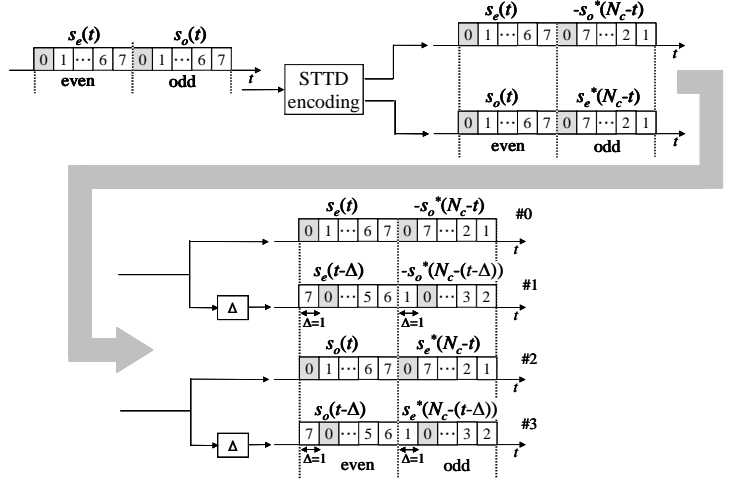 s_e(t) s_o(t)
0 1 ··· 6 7 0 1 ··· 6 7
even odd t
STTD
encoding
s_e(t) -s_o*(N_c-t)
0 1 ··· 6 7 0 7 ··· 2 1
t
s_o(t) s_e*(N_c-t)
0 1 ··· 6 7 0 7 ··· 2 1
even odd t
s_e(t) -s_o*(N_c-t) #0
0 1 ··· 6 7 0 7 ··· 2 1
t
s_e(t-Δ) -s_o*(N_c-(t-Δ)) #1
Δ 7 0 ··· 5 6 1 0 ··· 3 2
Δ=1 Δ=1 t
s_o(t) s_e*(N_c-t) #2
0 1 ··· 6 7 0 7 ··· 2 1
t
s_o(t-Δ) s_e*(N_c-(t-Δ)) #3
Δ 7 0 ··· 5 6 1 0 ··· 3 2
Δ=1 even Δ=1 odd t